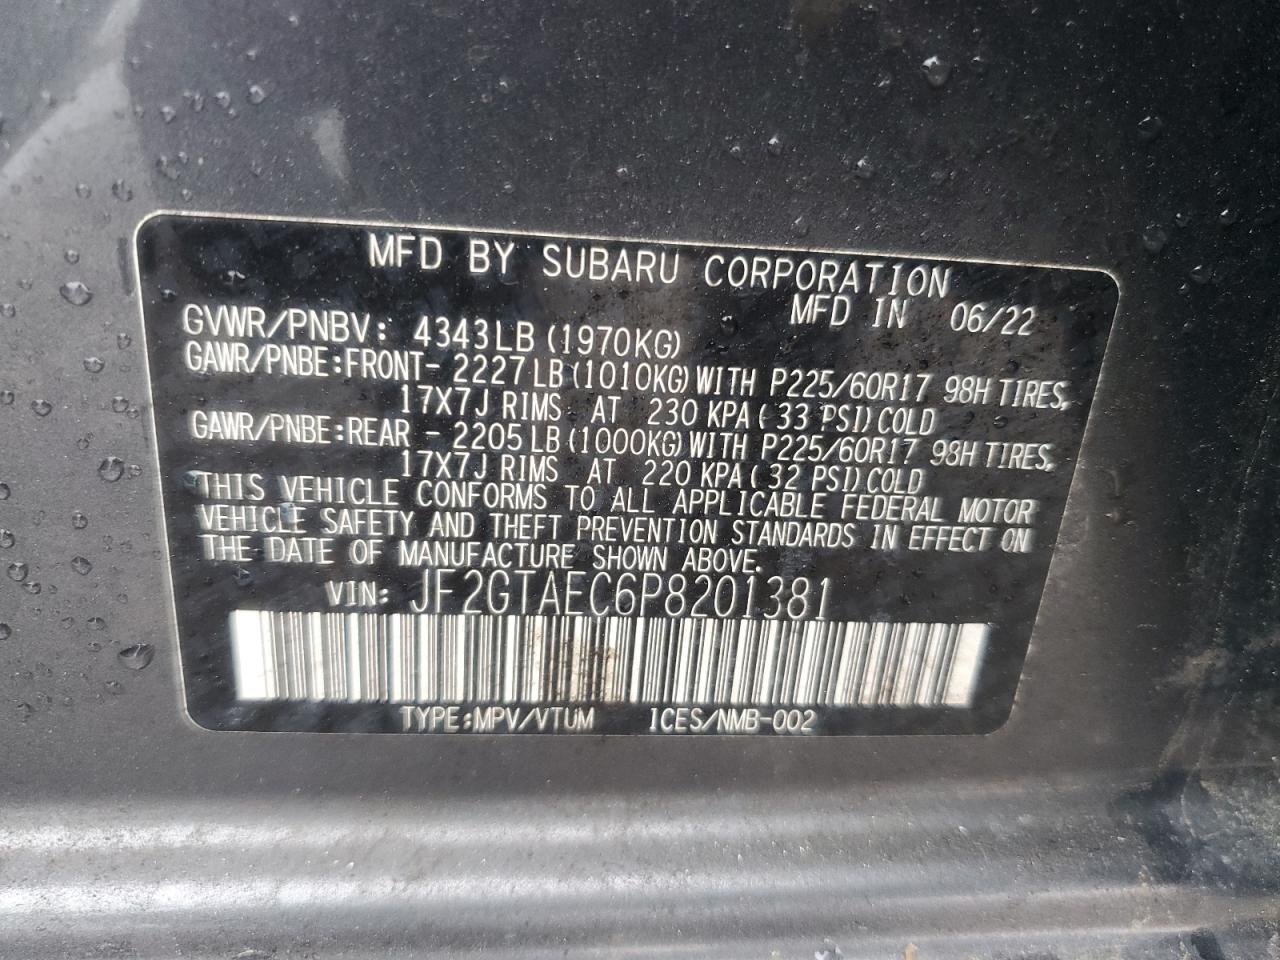 MFD BY SUBARU CORPORATION
MFD IN 06/22
GVWR/PNBV: 4343LB (1970KG)
GAWR/PNBE:FRONT- 2227LB(1010KG)WITH P225/60R17 98H TIRES,
17X7J RIMS AT 230 KPA(33 PSI)COLD
GAWR/PNBE:REAR - 2205LB(1000KG)WITH P225/60R17 98H TIRES,
17X7J RIMS AT 220 KPA(32 PSI)COLD
THIS VEHICLE CONFORMS TO ALL APPLICABLE FEDERAL MOTOR
VEHICLE SAFETY AND THEFT PREVENTION STANDARDS IN EFFECT ON
THE DATE OF MANUFACTURE SHOWN ABOVE.
VIN: JF2GTAEC6P8201381
TYPE:MPV/VTUM ICES/NMB-002